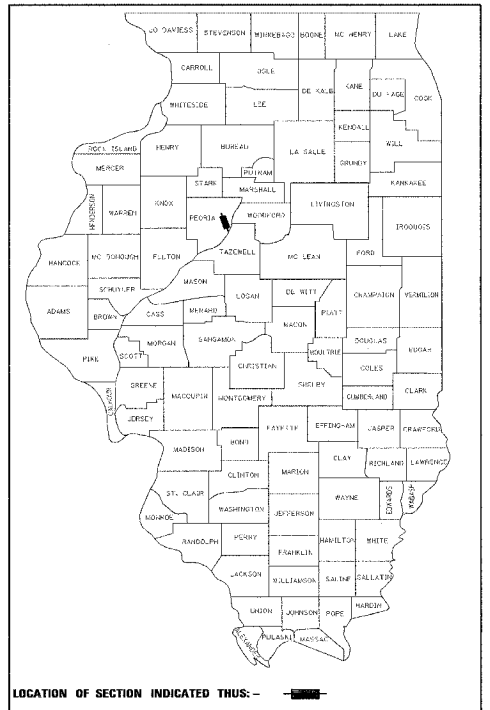 JO DAVIESS STEVENSON WINNEBAGO BOONE MC HENRY LAKE
CARROLL OGLE
DE KALB KANE DU PAGE COOK
WHITESIDE LEE
KENDALL WILL
ROCK ISLAND HENRY BUREAU LA SALLE GRUNDY
MERCER PUTNAM
STARK MARSHALL KANKAKEE
HENDERSON WARREN KNOX PEORIA WOODFORD LIVINGSTON IROQUOIS
HANCOCK MC DONOUGH FULTON TAZEWELL MC LEAN FORD
MASON
SCHUYLER LOGAN DE WITT CHAMPAIGN VERMILION
ADAMS BROWN CASS MENARD MACON PIATT
MORGAN SANGAMON DOUGLAS EDGAR
PIKE SCOTT CHRISTIAN MOULTRIE COLES
SHELBY
GREENE MACOUPIN MONTGOMERY CUMBERLAND CLARK
CALHOUN JERSEY FAYETTE EFFINGHAM JASPER CRAWFORD
MADISON BOND CLAY
MARION RICHLAND LAWRENCE
CLINTON
ST. CLAIR WAYNE EDWARDS WABASH
WASHINGTON JEFFERSON
MONROE
RANDOLPH PERRY HAMILTON WHITE
FRANKLIN
JACKSON WILLIAMSON SALINE GALLATIN
UNION JOHNSON POPE HARDIN
ALEXANDER PULASKI MASSAC
LOCATION OF SECTION INDICATED THUS: -